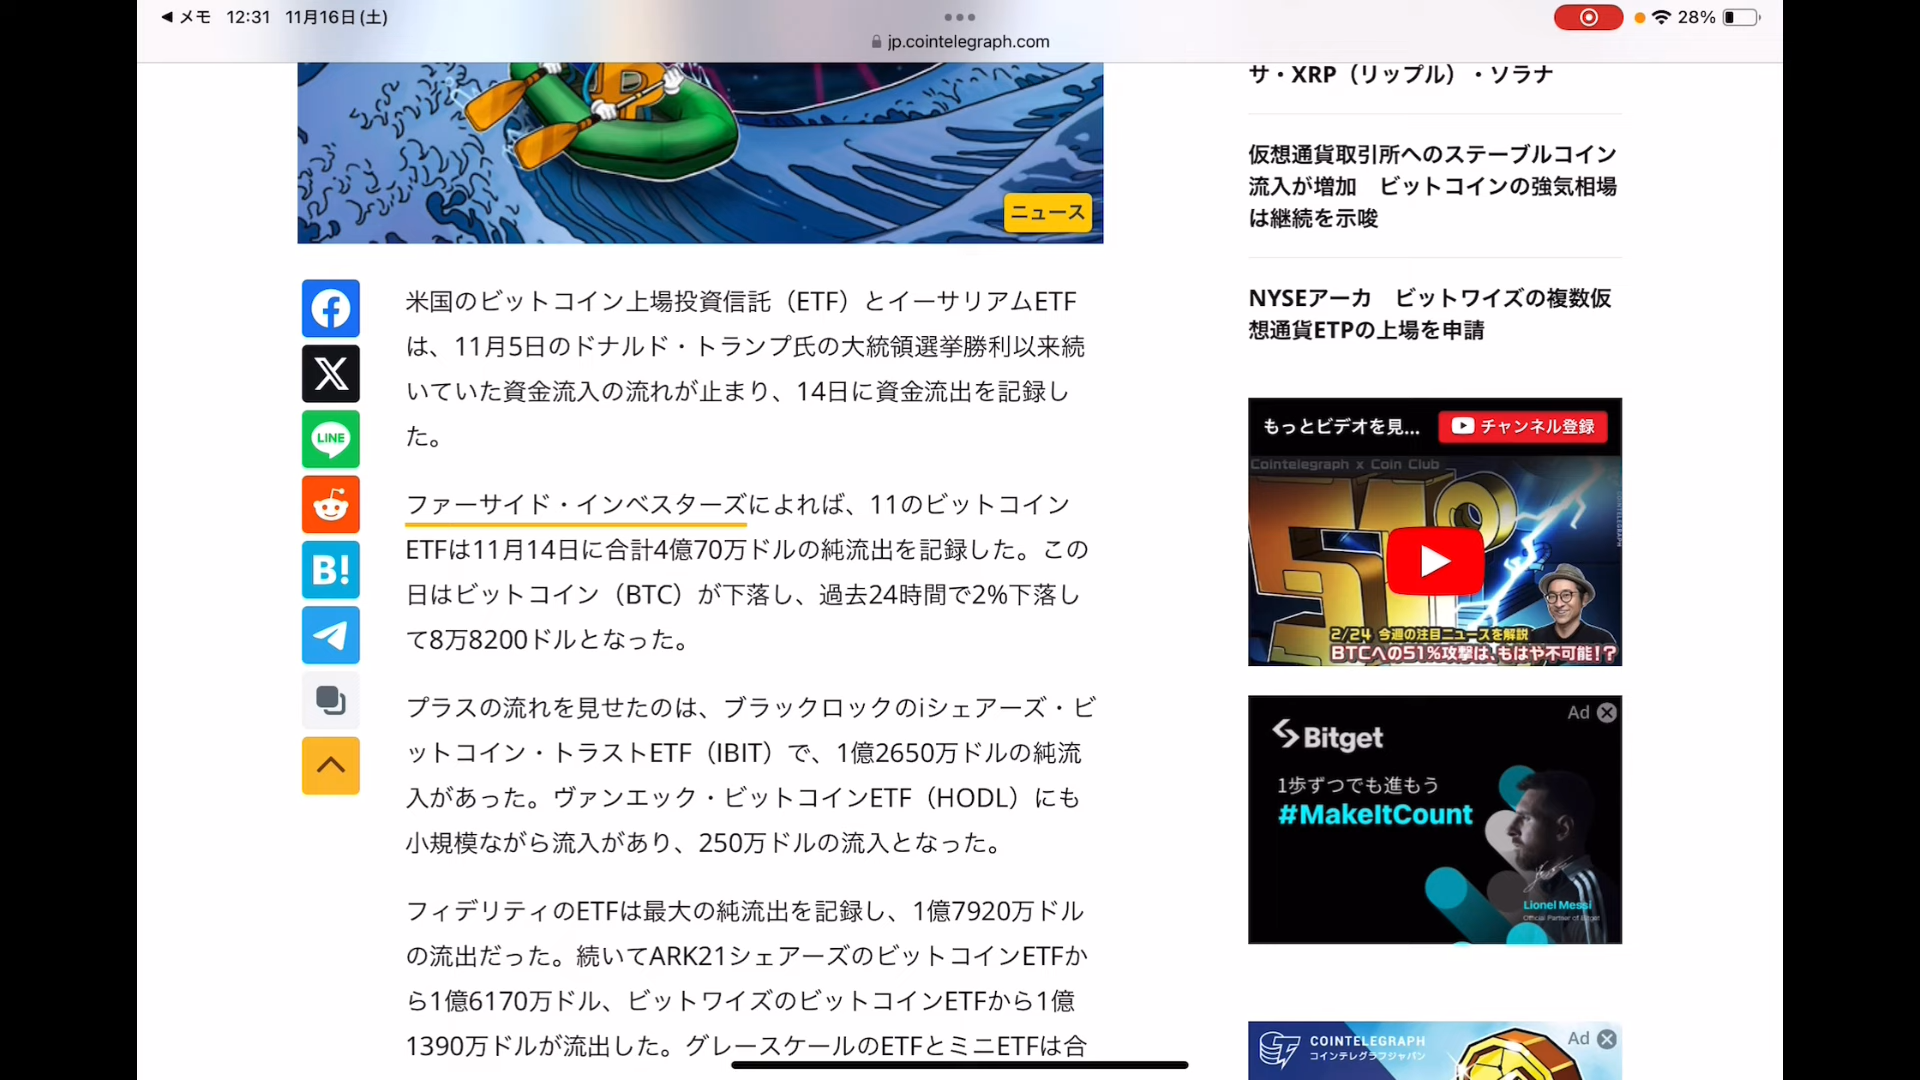 メモ 12:31 11月16日(土)
28%
jp.cointelegraph.com
ニュース
米国のビットコイン上場投資信託（ETF）とイーサリアムETF
は、11月5日のドナルド・トランプ氏の大統領選挙勝利以来続
いていた資金流入の流れが止まり、14日に資金流出を記録し
た。
LINE
B!
ファーサイド・インベスターズによれば、11のビットコイン
ETFは11月14日に合計4億70万ドルの純流出を記録した。この
日はビットコイン（BTC）が下落し、過去24時間で2%下落し
て8万8200ドルとなった。
プラスの流れを見せたのは、ブラックロックのiシェアーズ・ビ
ットコイン・トラストETF（IBIT）で、1億2650万ドルの純流
入があった。ヴァンエック・ビットコインETF（HODL）にも
小規模ながら流入があり、250万ドルの流入となった。
フィデリティのETFは最大の純流出を記録し、1億7920万ドル
の流出だった。続いてARK21シェアーズのビットコインETFか
ら1億6170万ドル、ビットワイズのビットコインETFから1億
1390万ドルが流出した。グレースケールのETFとミニETFは合
サ・XRP（リップル）・ソラナ
仮想通貨取引所へのステーブルコイン
流入が増加　ビットコインの強気相場
は継続を示唆
NYSEアーカ　ビットワイズの複数仮
想通貨ETPの上場を申請
もっとビデオを見... チャンネル登録
Cointelegraph x Coin Club
2/24 今週の注目ニュースを解説
BTCへの51%攻撃は、もはや不可能!?
Ad
Bitget
1歩ずつでも進もう
#MakeItCount
Lionel Messi
Official Partner of Bitget
Ad
COINTELEGRAPH
コインテレグラフジャパン